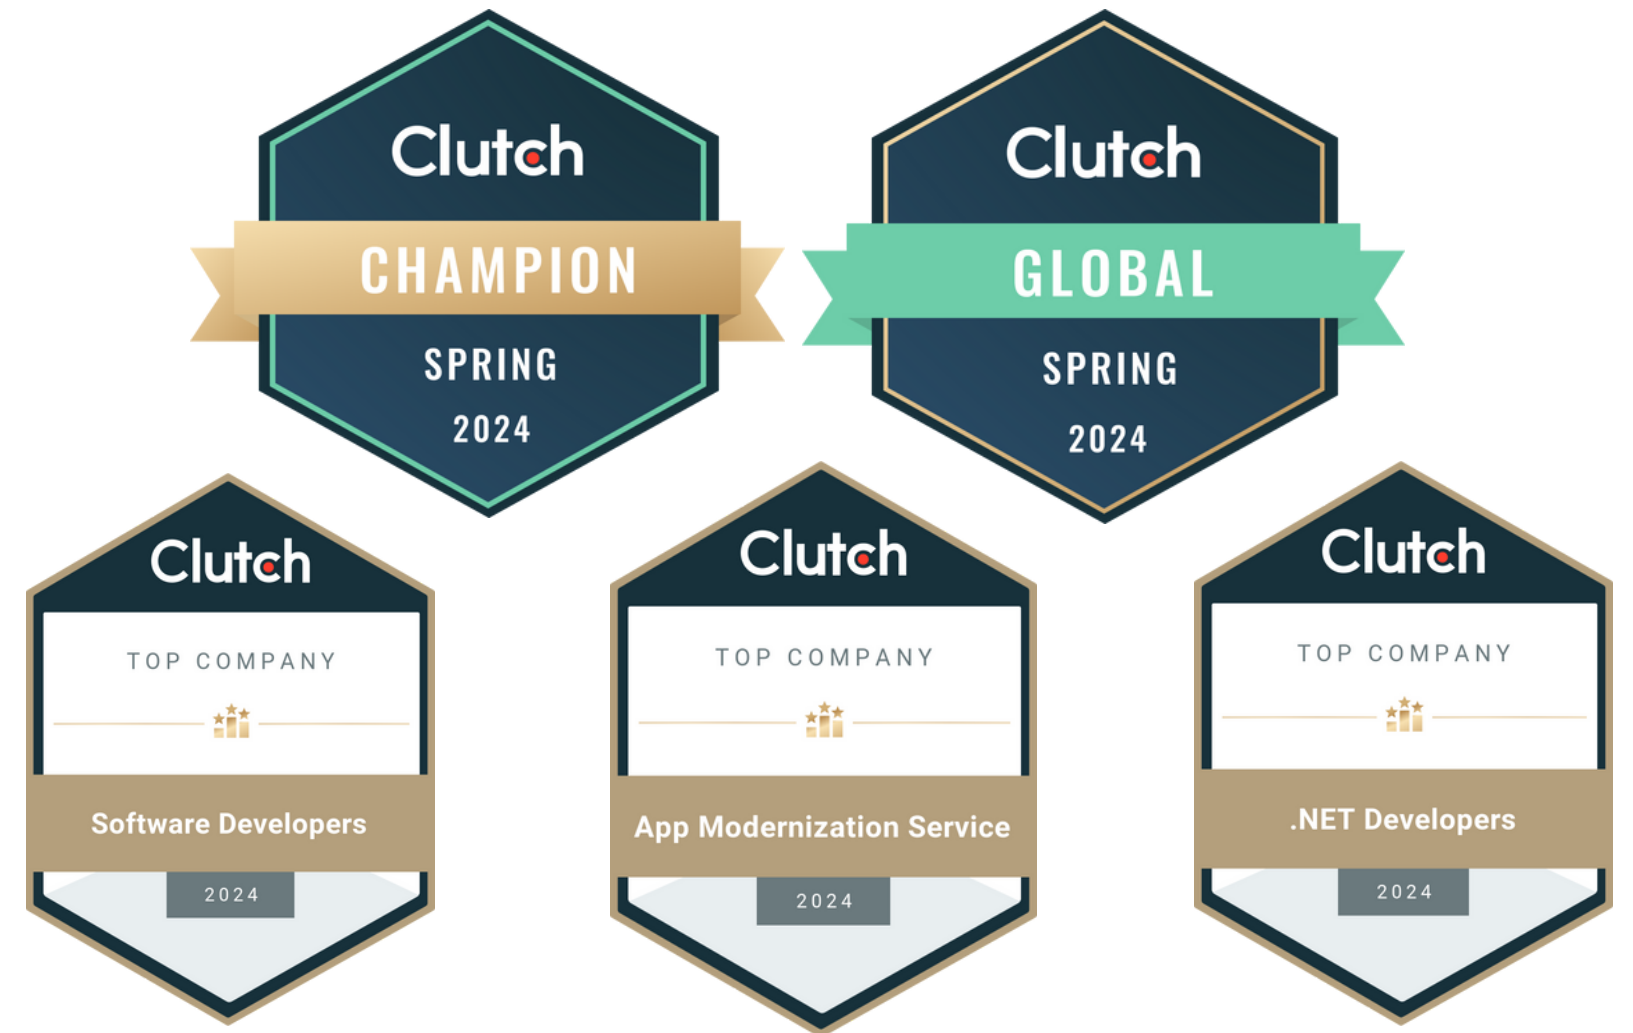 Clutch
CHAMPION
SPRING
2024
Clutch
GLOBAL
SPRING
2024
Clutch
TOP COMPANY
Software Developers
2024
Clutch
TOP COMPANY
App Modernization Service
2024
Clutch
TOP COMPANY
.NET Developers
2024